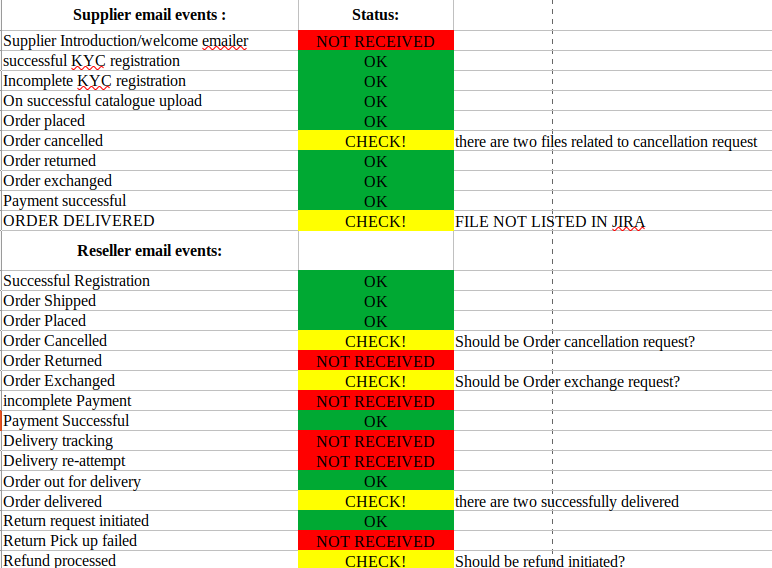 Supplier email events : Status:
Supplier Introduction/welcome emailer NOT RECEIVED
successful KYC registration OK
Incomplete KYC registration OK
On successful catalogue upload OK
Order placed OK
Order cancelled CHECK! there are two files related to cancellation request
Order returned OK
Order exchanged OK
Payment successful OK
ORDER DELIVERED CHECK! FILE NOT LISTED IN JIRA
Reseller email events:
Successful Registration OK
Order Shipped OK
Order Placed OK
Order Cancelled CHECK! Should be Order cancellation request?
Order Returned NOT RECEIVED
Order Exchanged CHECK! Should be Order exchange request?
incomplete Payment NOT RECEIVED
Payment Successful OK
Delivery tracking NOT RECEIVED
Delivery re-attempt NOT RECEIVED
Order out for delivery OK
Order delivered CHECK! there are two successfully delivered
Return request initiated OK
Return Pick up failed NOT RECEIVED
Refund processed CHECK! Should be refund initiated?